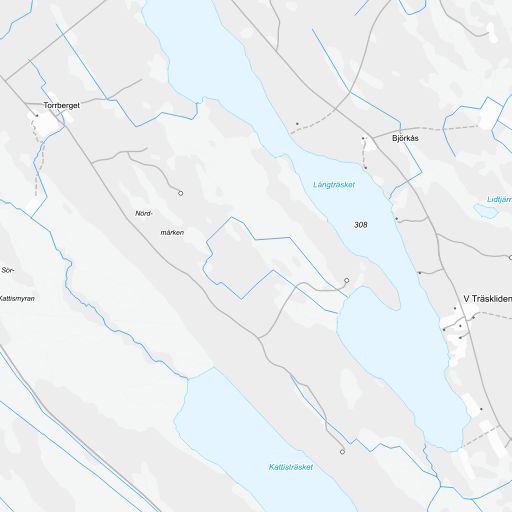 Torrberget
Björkås
Långträsket
Lidtjärn
Nörd-
märken
308
Sör-
Kattismyran
V Träskliden
Kattisträsket